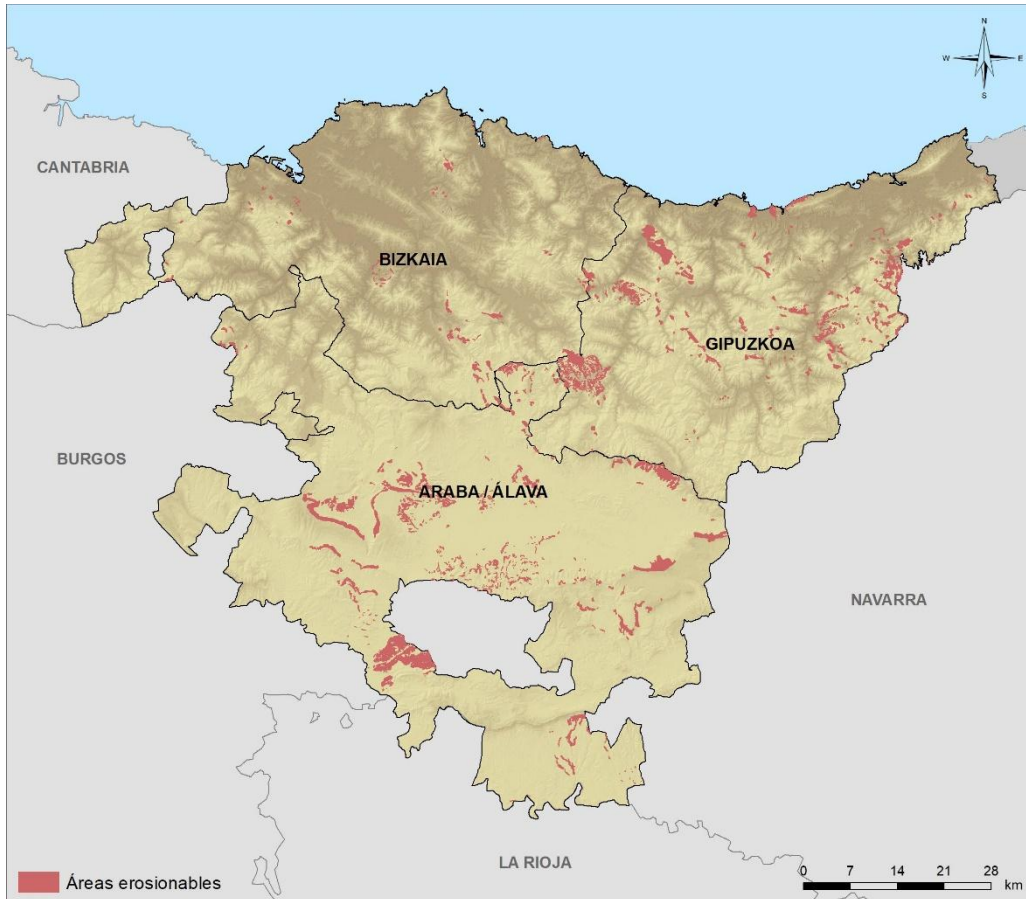 N
W E
S
CANTABRIA
BIZKAIA
GIPUZKOA
BURGOS
ARABA / ÁLAVA
NAVARRA
LA RIOJA
Áreas erosionables
0 7 14 21 28
km